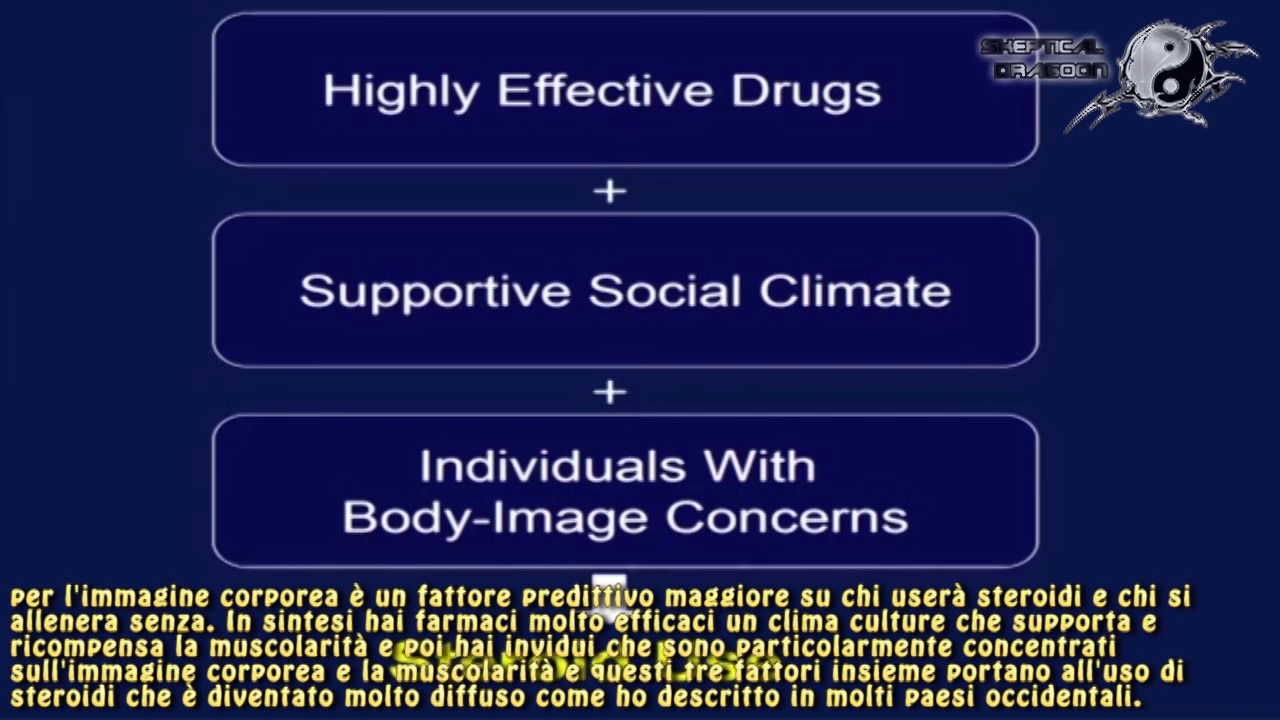 Highly Effective Drugs
SKEPTICAL
DRAGOON
+
Supportive Social Climate
+
Individuals With
Body-Image Concerns
per l'immagine corporea è un fattore predittivo maggiore su chi userà steroidi e chi si
allenera senza. In sintesi hai farmaci molto efficaci un clima culture che supporta e
ricompensa la muscolarità e poi hai invidui che sono particolarmente concentrati
sull'immagine corporea e la muscolarità e questi tre fattori insieme portano all'uso di
steroidi che è diventato molto diffuso come ho descritto in molti paesi occidentali.